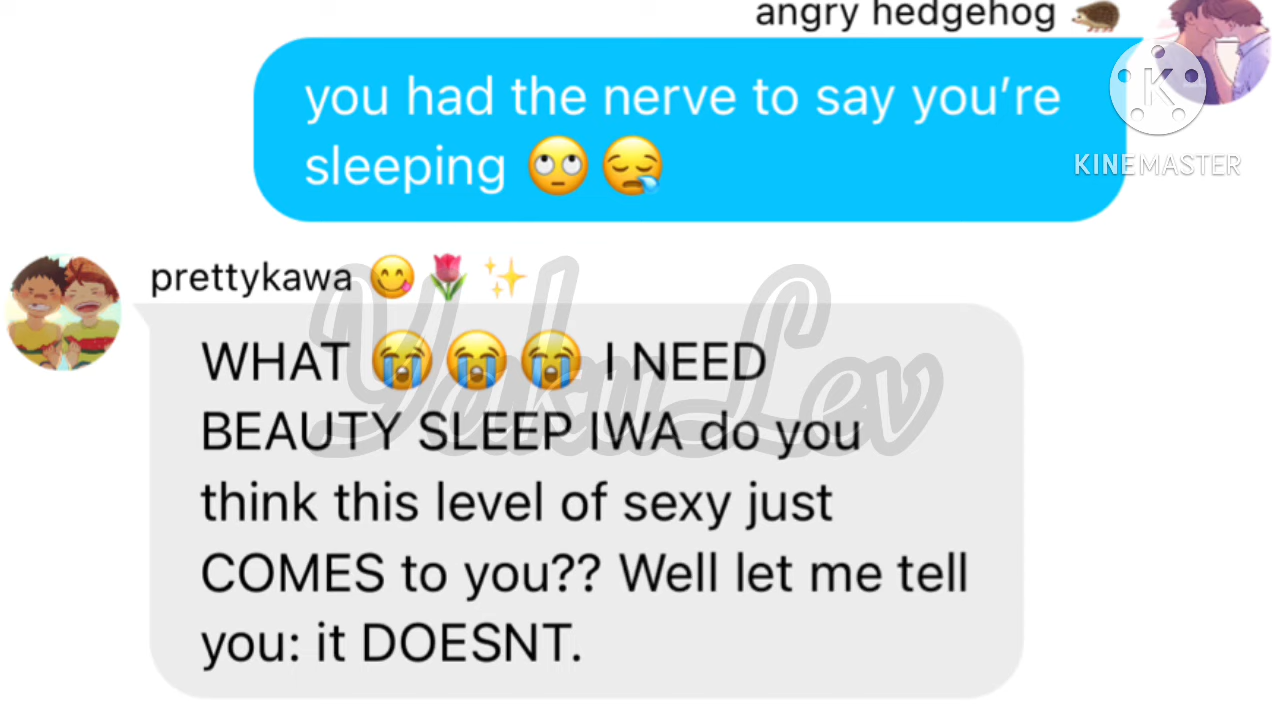 angry hedgehog 🦔
you had the nerve to say you’re
sleeping 🙄😪
K
KINEMASTER
prettykawa 😋🌷✨
YakuLev
WHAT 😭😭😭 I NEED
BEAUTY SLEEP IWA do you
think this level of sexy just
COMES to you?? Well let me tell
you: it DOESNT.